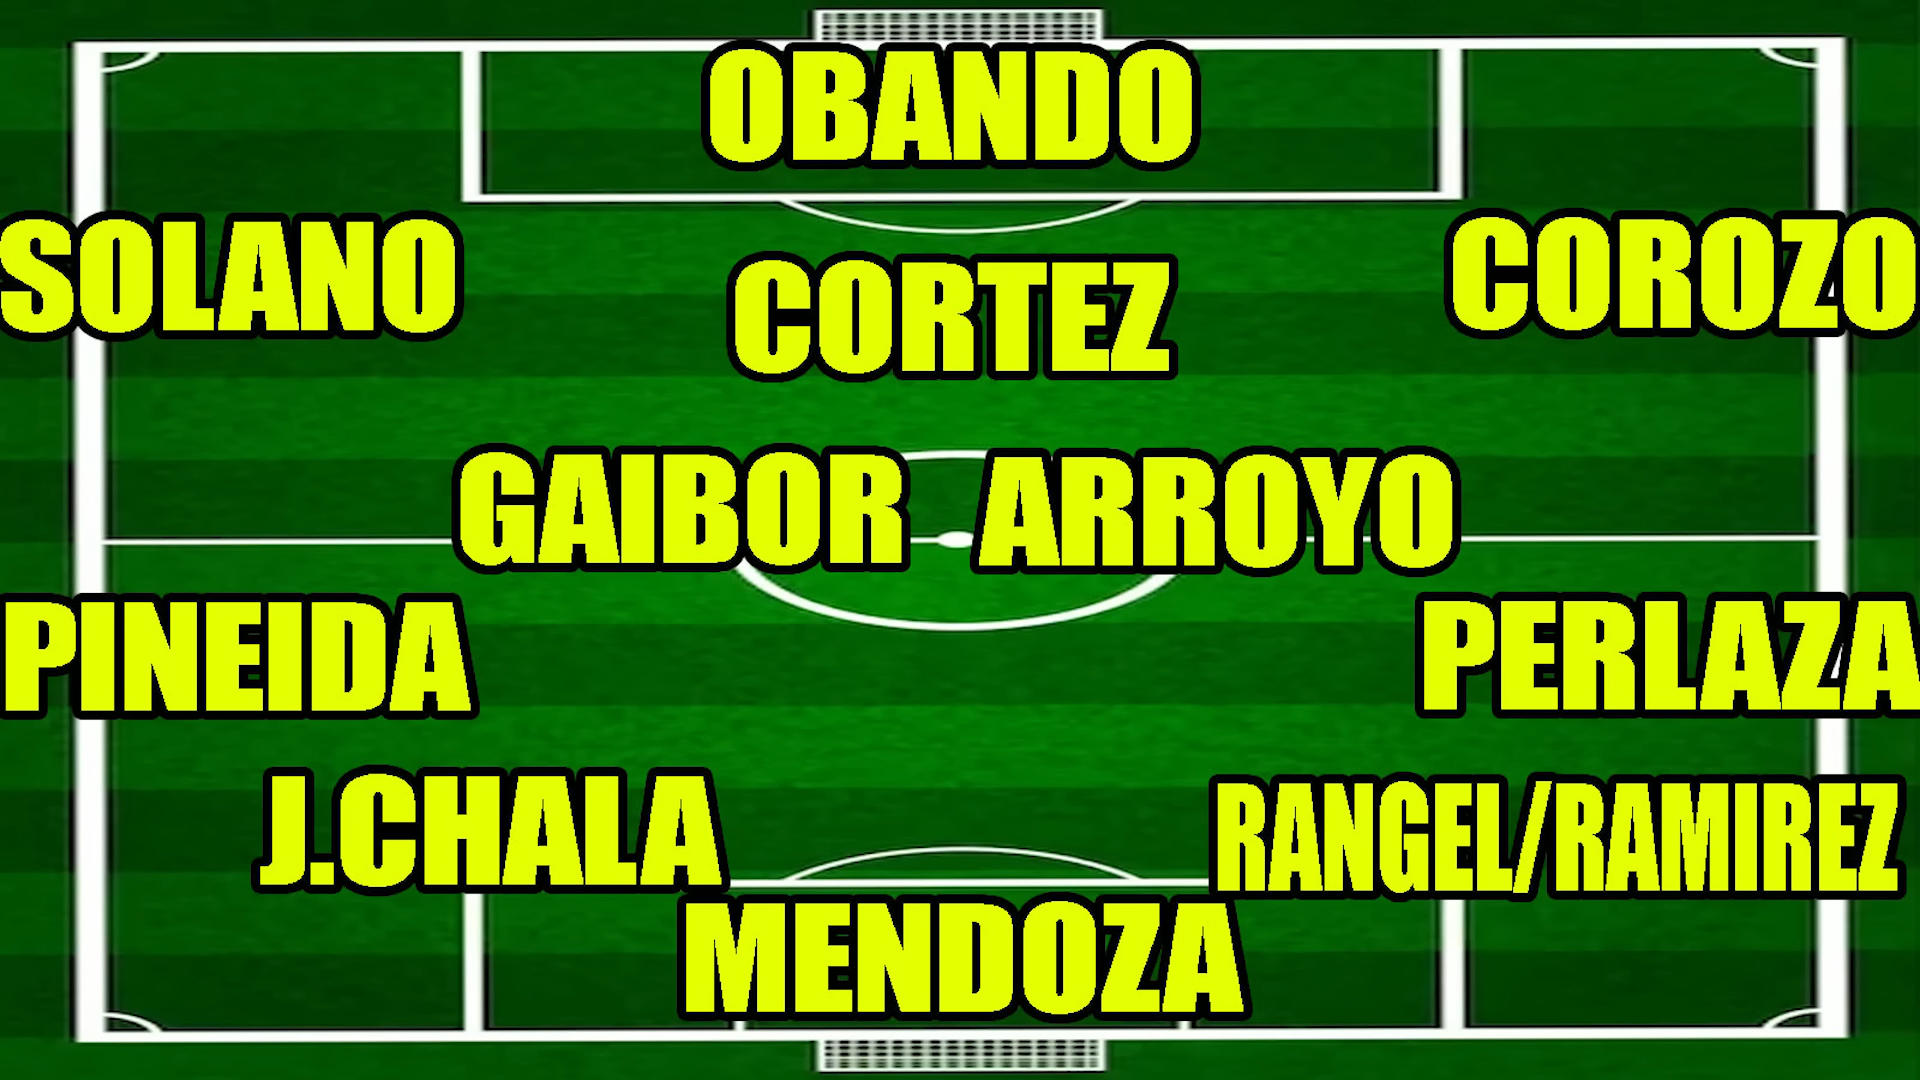 OBANDO
SOLANO
CORTEZ
COROZO
GAIBOR ARROYO
PINEIDA
PERLAZA
J.CHALA
RANGEL/RAMIREZ
MENDOZA